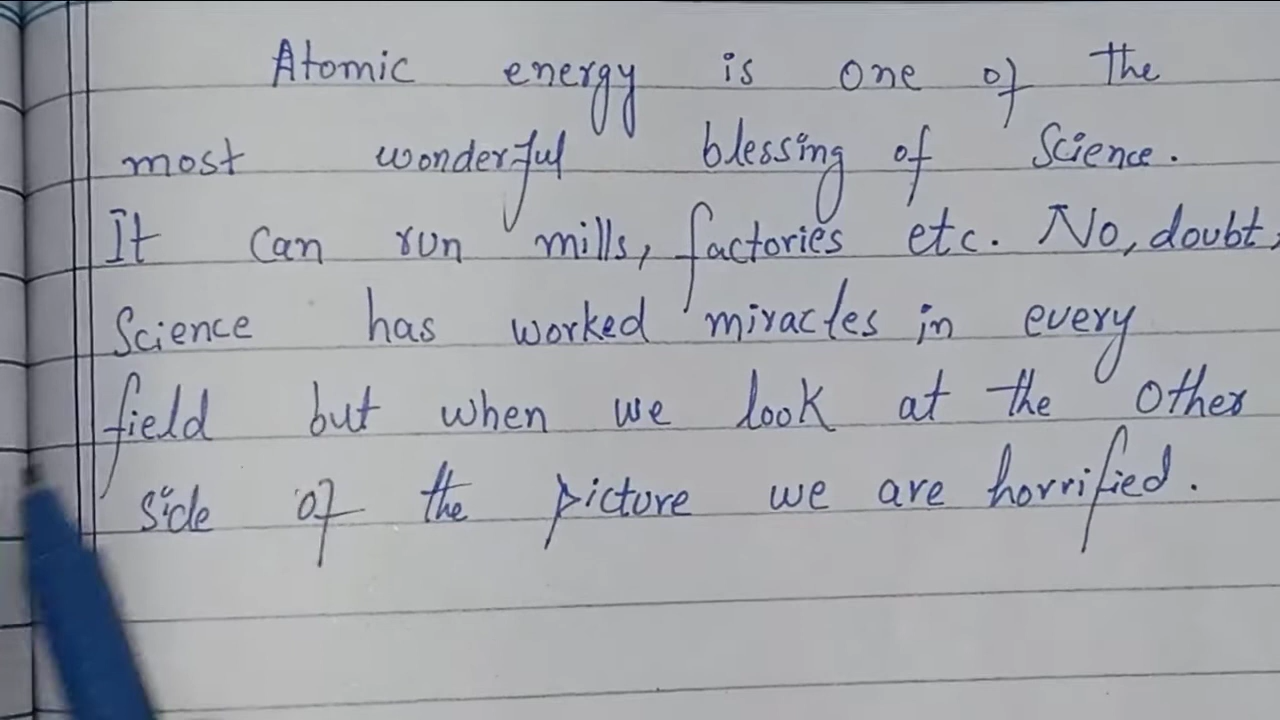 Atomic energy is one of the
most wonderful blessing of Science.
It can run mills, factories etc. No, doubt,
Science has worked miracles in every
field but when we look at the other
side of the picture we are horrified.